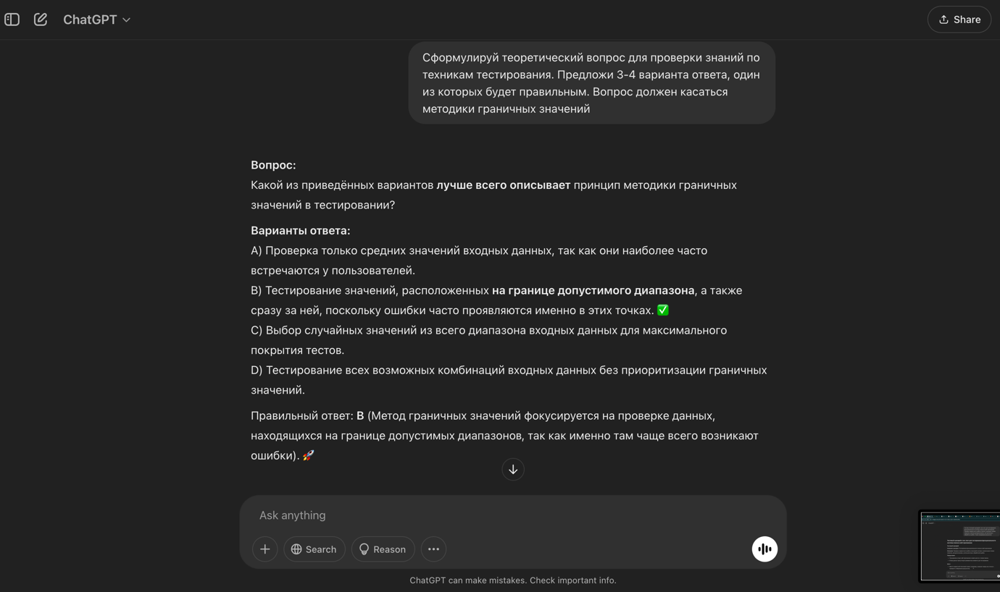 ChatGPT
Share
Сформулируй теоретический вопрос для проверки знаний по
техникам тестирования. Предложи 3-4 варианта ответа, один
из которых будет правильным. Вопрос должен касаться
методики граничных значений
Вопрос:
Какой из приведённых вариантов лучше всего описывает принцип методики граничных
значений в тестировании?
Варианты ответа:
A) Проверка только средних значений входных данных, так как они наиболее часто
встречаются у пользователей.
B) Тестирование значений, расположенных на границе допустимого диапазона, а также
сразу за ней, поскольку ошибки часто проявляются именно в этих точках. ✅
C) Выбор случайных значений из всего диапазона входных данных для максимального
покрытия тестов.
D) Тестирование всех возможных комбинаций входных данных без приоритизации граничных
значений.
Правильный ответ: B (Метод граничных значений фокусируется на проверке данных,
находящихся на границе допустимых диапазонов, так как именно там чаще всего возникают
ошибки). 🚀
Ask anything
Search
Reason
ChatGPT can make mistakes. Check important info.